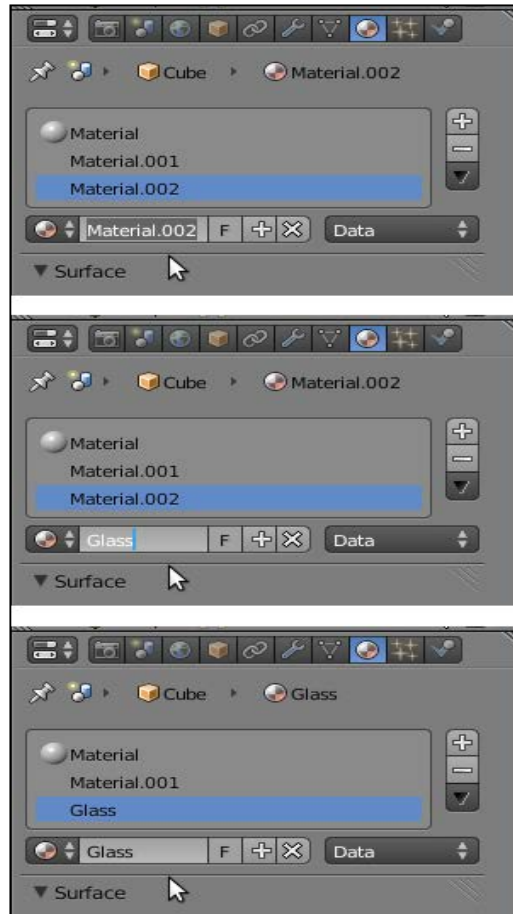 Cube Material.002
Material
Material.001
Material.002
Material.002 F Data
Surface
Cube Material.002
Material
Material.001
Material.002
Glass F Data
Surface
Cube Glass
Material
Material.001
Glass
Glass F Data
Surface